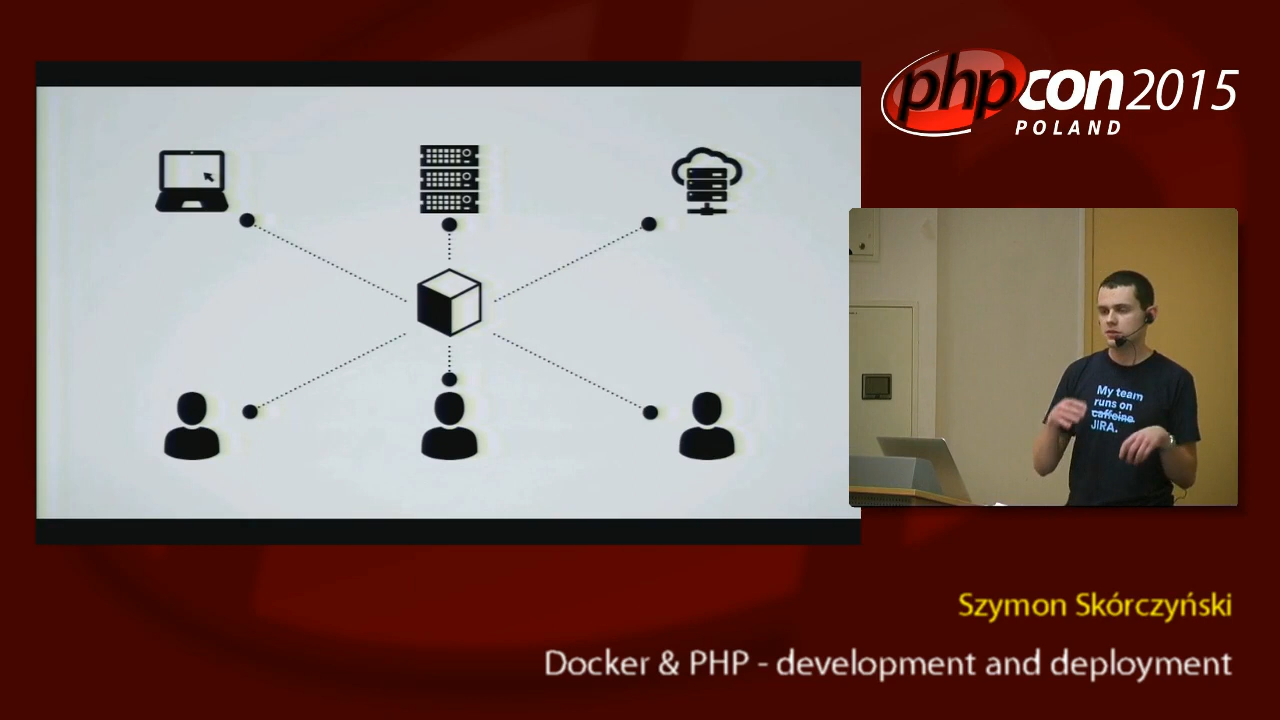 phpcon2015
POLAND
My team
runs on
caffeine
JIRA.
Szymon Skórczyński
Docker & PHP - development and deployment